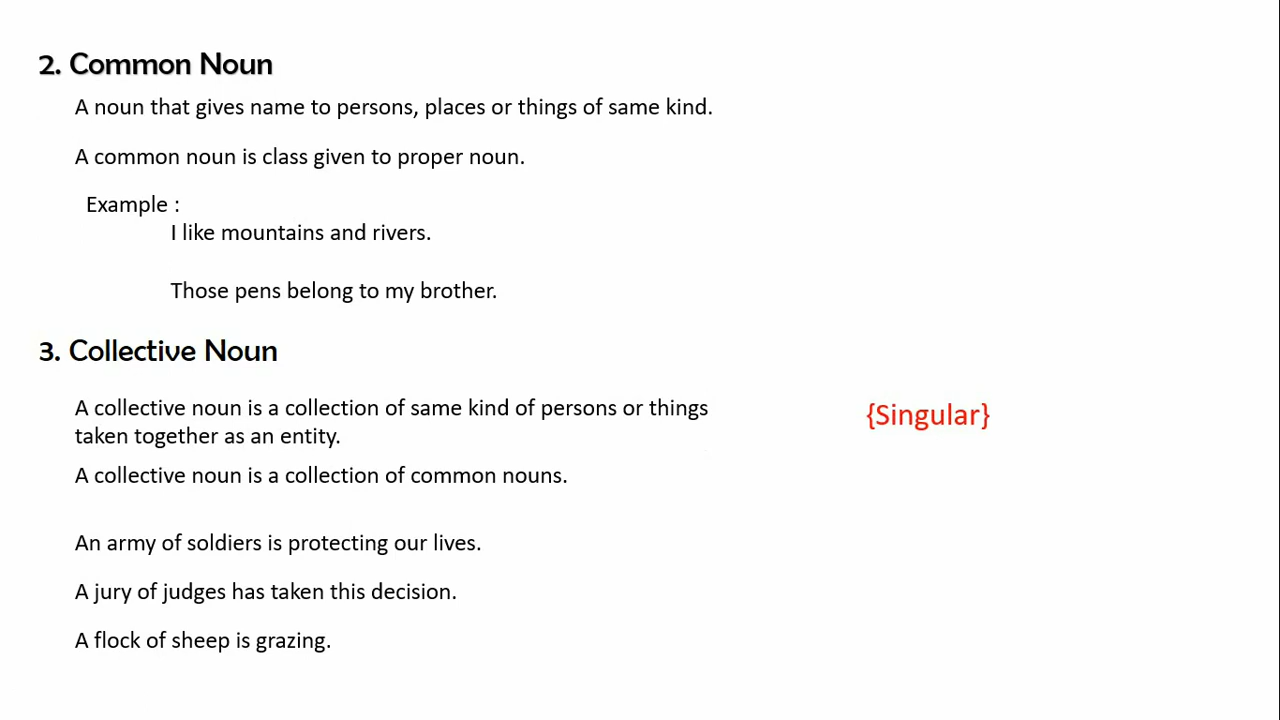 2. Common Noun
A noun that gives name to persons, places or things of same kind.
A common noun is class given to proper noun.
Example :
I like mountains and rivers.
Those pens belong to my brother.
3. Collective Noun
A collective noun is a collection of same kind of persons or things
taken together as an entity.
{Singular}
A collective noun is a collection of common nouns.
An army of soldiers is protecting our lives.
A jury of judges has taken this decision.
A flock of sheep is grazing.